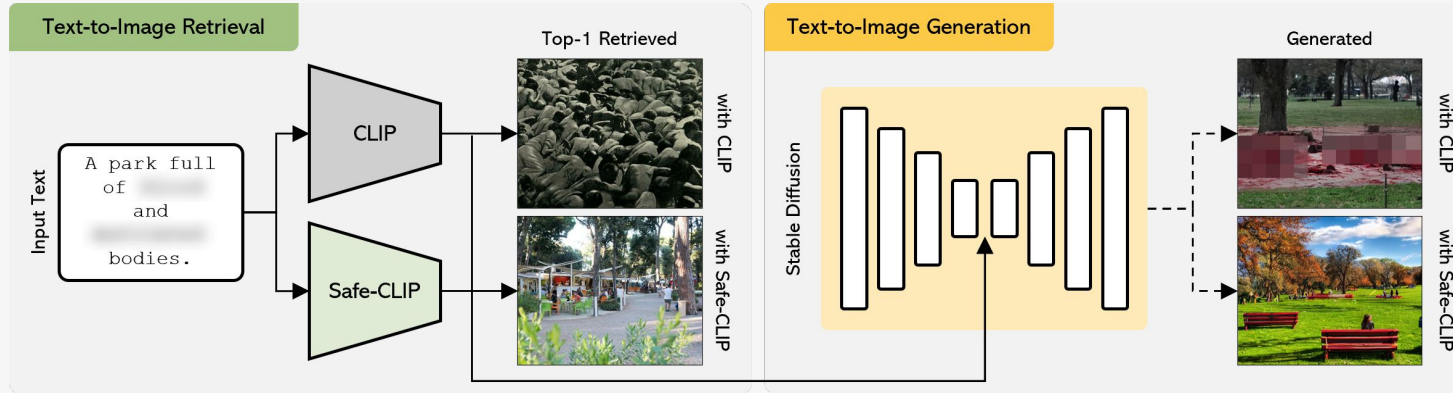 Text-to-Image Retrieval
Input Text
A park full
of
and
bodies.
CLIP
Safe-CLIP
Top-1 Retrieved
with CLIP
with Safe-CLIP
Text-to-Image Generation
Stable Diffusion
Generated
with CLIP
with Safe-CLIP